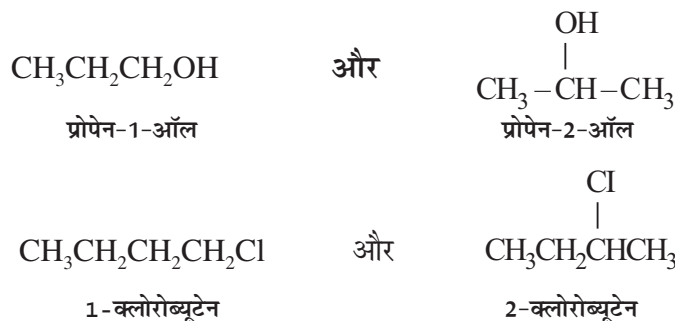 OH
|
CH₃CH₂CH₂OH और CH₃–CH–CH₃
प्रोपेन-1-ऑल प्रोपेन-2-ऑल
Cl
|
CH₃CH₂CH₂CH₂Cl और CH₃CH₂CHCH₃
1-क्लोरोब्यूटेन 2-क्लोरोब्यूटेन